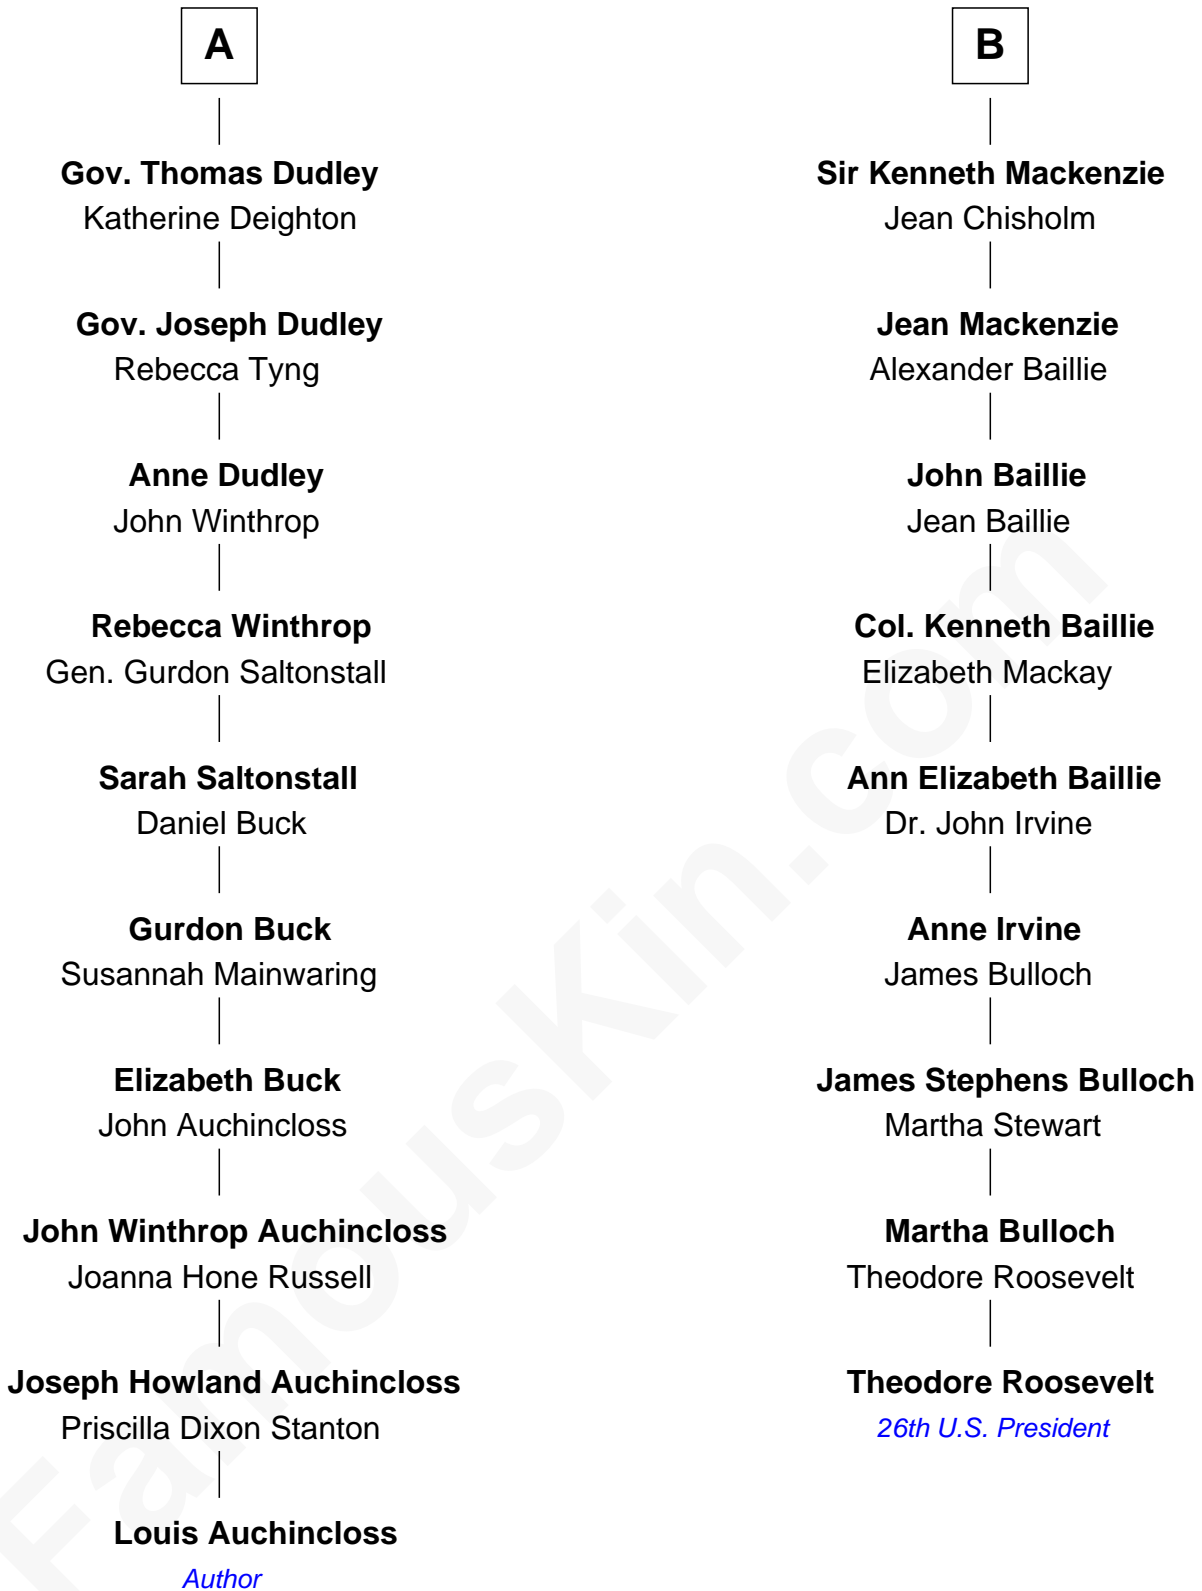 A
Gov. Thomas Dudley
Katherine Deighton
Gov. Joseph Dudley
Rebecca Tyng
Anne Dudley
John Winthrop
Rebecca Winthrop
Gen. Gurdon Saltonstall
Sarah Saltonstall
Daniel Buck
Gurdon Buck
Susannah Mainwaring
Elizabeth Buck
John Auchincloss
John Winthrop Auchincloss
Joanna Hone Russell
Joseph Howland Auchincloss
Priscilla Dixon Stanton
Louis Auchincloss
Author
B
Sir Kenneth Mackenzie
Jean Chisholm
Jean Mackenzie
Alexander Baillie
John Baillie
Jean Baillie
Col. Kenneth Baillie
Elizabeth Mackay
Ann Elizabeth Baillie
Dr. John Irvine
Anne Irvine
James Bulloch
James Stephens Bulloch
Martha Stewart
Martha Bulloch
Theodore Roosevelt
Theodore Roosevelt
26th U.S. President
FamousKin.com